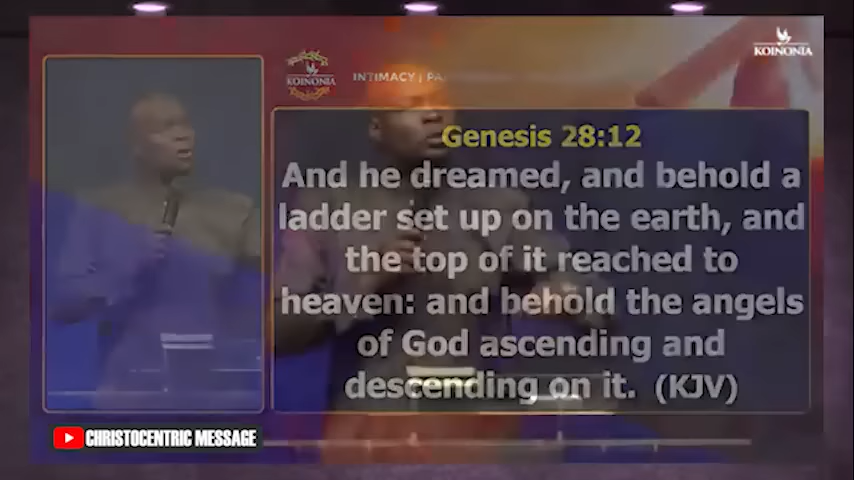 KOINONIA
KOINONIA
INTIMACY | PA
Genesis 28:12
And he dreamed, and behold a
ladder set up on the earth, and
the top of it reached to
heaven: and behold the angels
of God ascending and
descending on it. (KJV)
CHRISTOCENTRIC MESSAGE